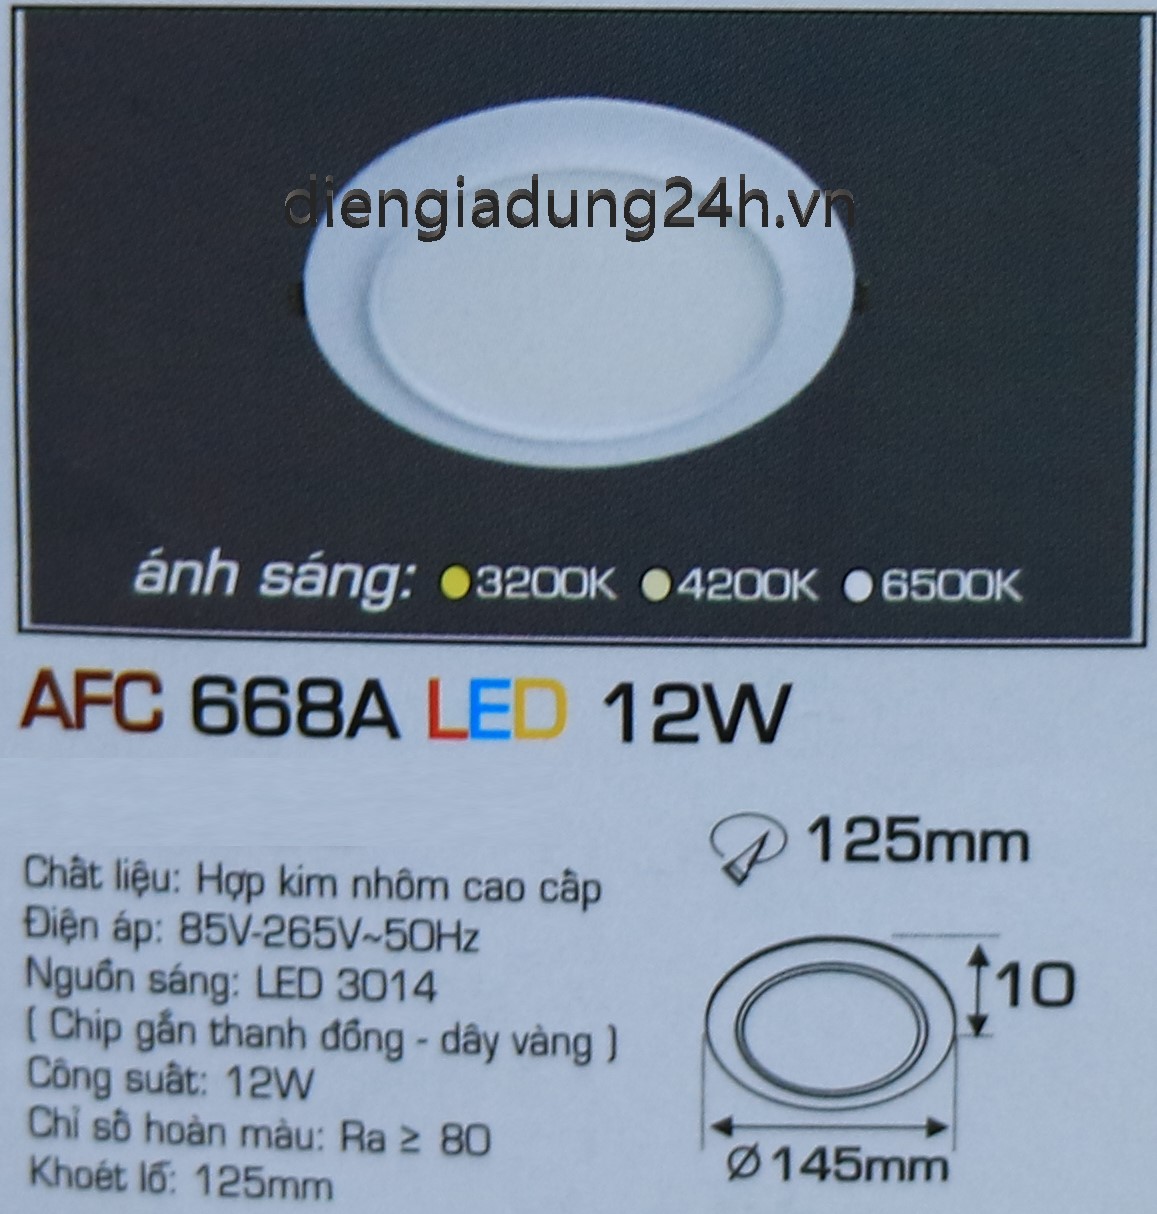 diengiadung24h.vn
ánh sáng: 3200K 4200K 6500K
AFC 668A LED 12W
125mm
Chất liệu: Hợp kim nhôm cao cấp
Điện áp: 85V-265V~50Hz
Nguồn sáng: LED 3014
( Chip gắn thanh đồng - dây vàng )
Công suất: 12W
Chỉ số hoàn màu: Ra ≥ 80
Khoét lổ: 125mm
10
Ø145mm